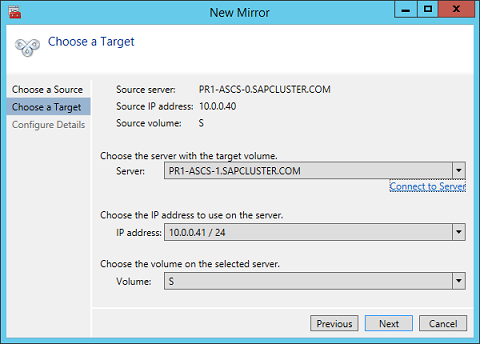 New Mirror
Choose a Target
Choose a Source
Choose a Target
Configure Details
Source server: PR1-ASCS-0.SAPCLUSTER.COM
Source IP address: 10.0.0.40
Source volume: S
Choose the server with the target volume.
Server: PR1-ASCS-1.SAPCLUSTER.COM
Connect to Server
Choose the IP address to use on the server.
IP address: 10.0.0.41 / 24
Choose the volume on the selected server.
Volume: S
Previous Next Cancel